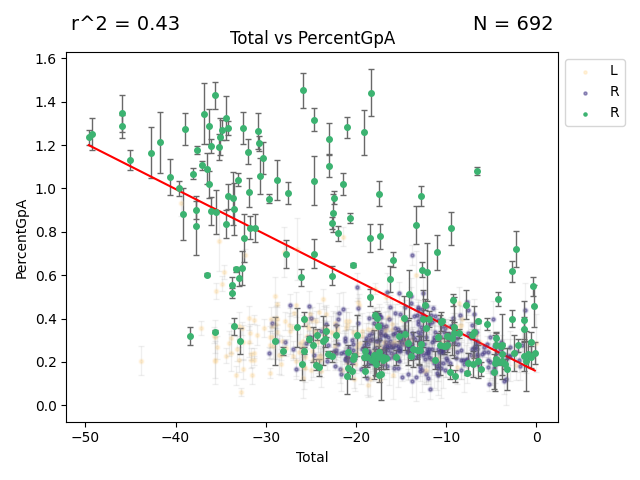 r^2 = 0.43
N = 692
Total vs PercentGpA
L
R
R
PercentGpA
1.6
1.4
1.2
1.0
0.8
0.6
0.4
0.2
0.0
−50
−40
−30
−20
−10
0
Total